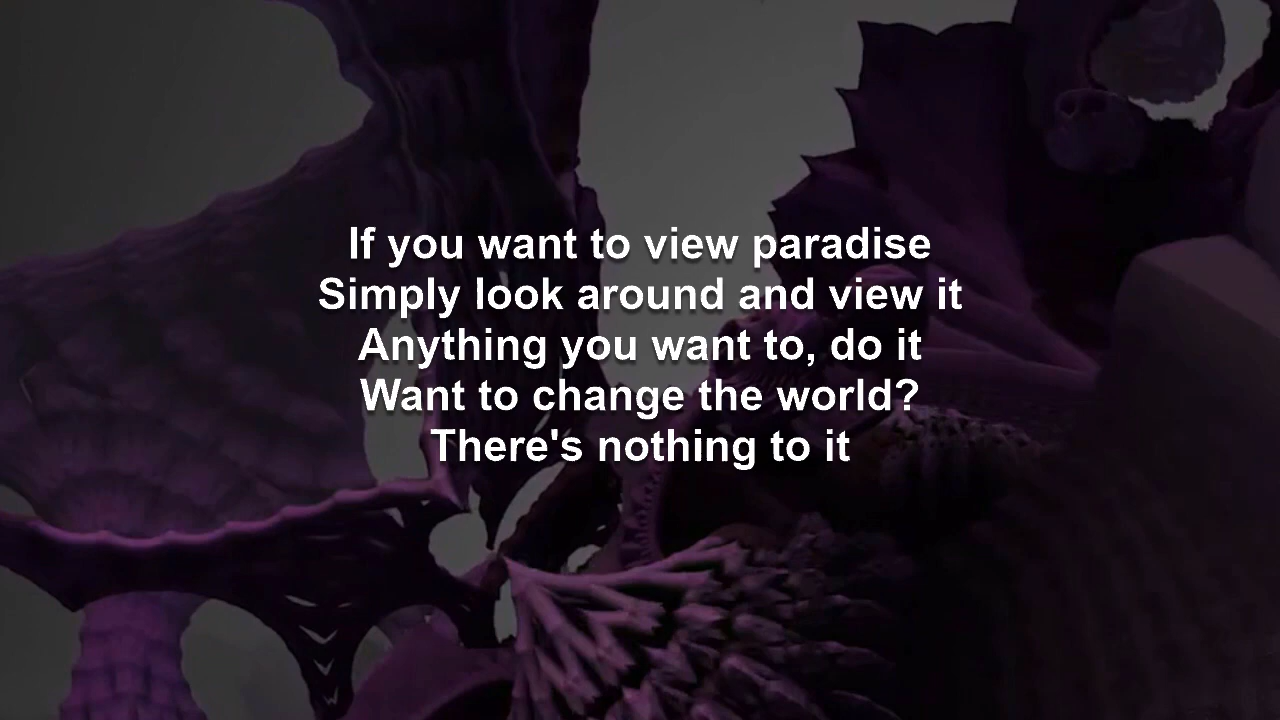 If you want to view paradise
Simply look around and view it
Anything you want to, do it
Want to change the world?
There's nothing to it